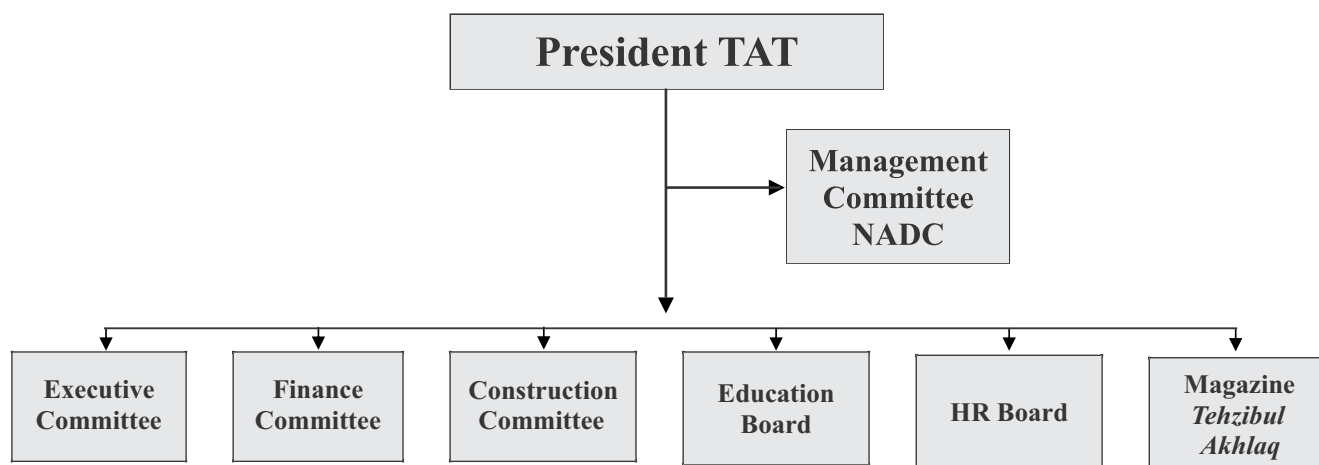 President TAT
Management
Committee
NADC
Executive
Committee
Finance
Committee
Construction
Committee
Education
Board
HR Board
Magazine
Tehzibul
Akhlaq